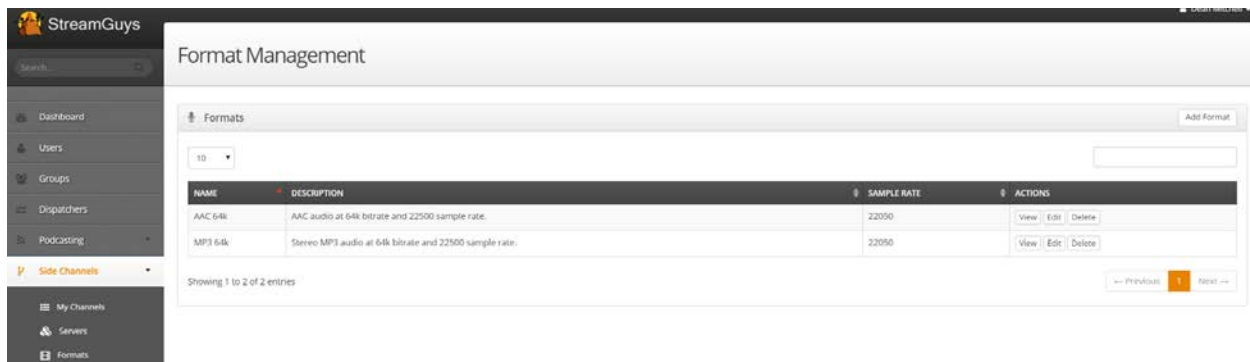 StreamGuys
Dean Mitchell
Search...
Format Management
Dashboard
Users
Groups
Dispatchers
Podcasting
Side Channels
My Channels
Servers
Formats
Formats
Add Format
10
NAME DESCRIPTION SAMPLE RATE ACTIONS
AAC 64k AAC audio at 64k bitrate and 22500 sample rate. 22050 View Edit Delete
MP3 64k Stereo MP3 audio at 64k bitrate and 22500 sample rate. 22050 View Edit Delete
Showing 1 to 2 of 2 entries
← Previous 1 Next →